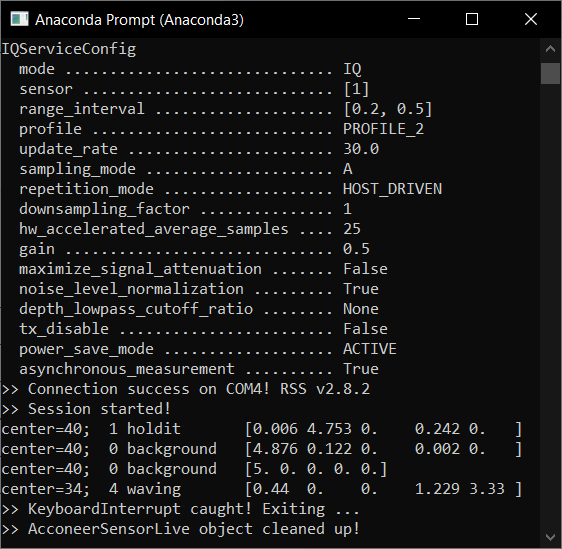 Anaconda Prompt (Anaconda3)
IQServiceConfig
  mode .............................. IQ
  sensor ............................ [1]
  range_interval .................... [0.2, 0.5]
  profile ........................... PROFILE_2
  update_rate ....................... 30.0
  sampling_mode ..................... A
  repetition_mode ................... HOST_DRIVEN
  downsampling_factor ............... 1
  hw_accelerated_average_samples .... 25
  gain .............................. 0.5
  maximize_signal_attenuation ....... False
  noise_level_normalization ......... True
  depth_lowpass_cutoff_ratio ........ None
  tx_disable ........................ False
  power_save_mode ................... ACTIVE
  asynchronous_measurement .......... True
>> Connection success on COM4! RSS v2.8.2
>> Session started!
center=40;  1 holdit       [0.006 4.753 0.    0.242 0.   ]
center=40;  0 background   [4.876 0.122 0.    0.002 0.   ]
center=40;  0 background   [5. 0. 0. 0. 0.]
center=34;  4 waving       [0.44  0.    0.    1.229 3.33 ]
>> KeyboardInterrupt caught! Exiting ...
>> AcconeerSensorLive object cleaned up!